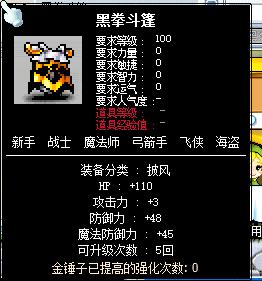 黑拳斗篷
要求等级： 100
要求力量： 0
要求敏捷： 0
要求智力： 0
要求运气： 0
要求人气度： –
道具等级： –
道具经验值： –
新手 战士 魔法师 弓箭手 飞侠 海盗
装备分类 : 披风
HP : +110
攻击力 : +3
防御力 : +48
魔法防御力 : +45
可升级次数 : 5回
金锤子已提高的强化次数: 0
用